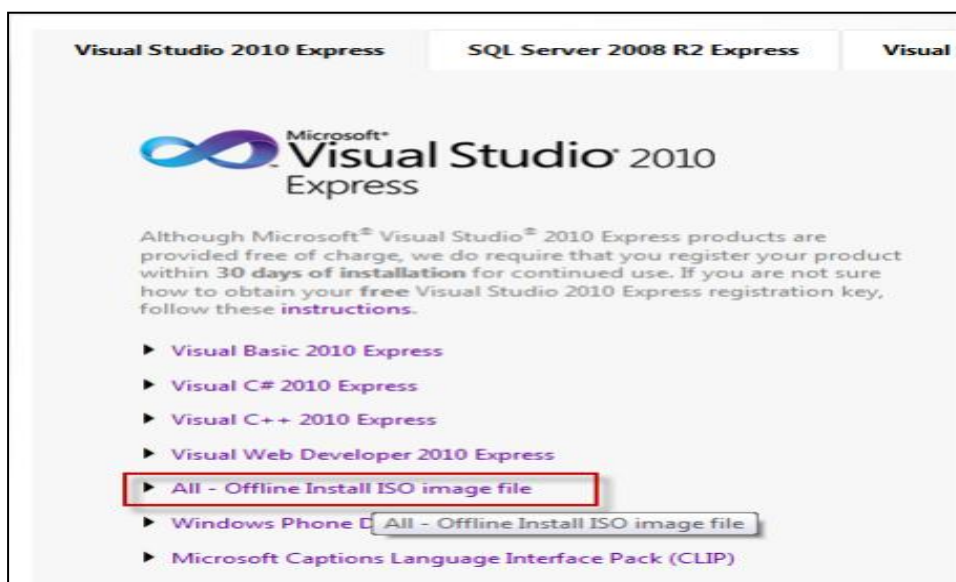 Visual Studio 2010 Express SQL Server 2008 R2 Express Visual
Microsoft®
Visual Studio® 2010
Express
Although Microsoft® Visual Studio® 2010 Express products are
provided free of charge, we do require that you register your product
within 30 days of installation for continued use. If you are not sure
how to obtain your free Visual Studio 2010 Express registration key,
follow these instructions.
Visual Basic 2010 Express
Visual C# 2010 Express
Visual C++ 2010 Express
Visual Web Developer 2010 Express
All - Offline Install ISO image file
Windows Phone D
All - Offline Install ISO image file
Microsoft Captions Language Interface Pack (CLIP)